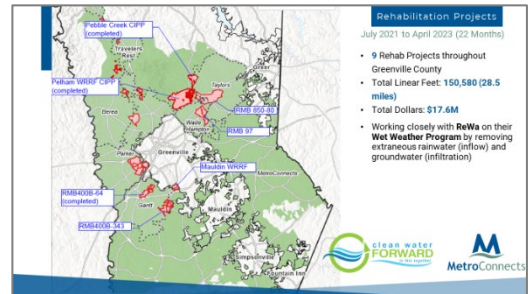 Rehabilitation Projects
July 2021 to April 2023 (22 Months)
• 9 Rehab Projects throughout
Greenville County
• Total Linear Feet: 150,580 (28.5
miles)
• Total Dollars: $17.6M
• Working closely with ReWa on their
Wet Weather Program by removing
extraneous rainwater (inflow) and
groundwater (infiltration)
Pebble Creek CIPP
(completed)
Travelers
Rest
Greer
Pelham WRRF CIPP
(completed)
Taylors
RMB 850-80
Berea
Wade
Hampton
RMB 97
Greenville
Parker
Mauldin WRRF
MetroConnects
RMB400B-64
(completed)
Gantt
Mauldin
RMB400B-343
Simpsonville
Fountain Inn
clean water
FORWARD
MetroConnects